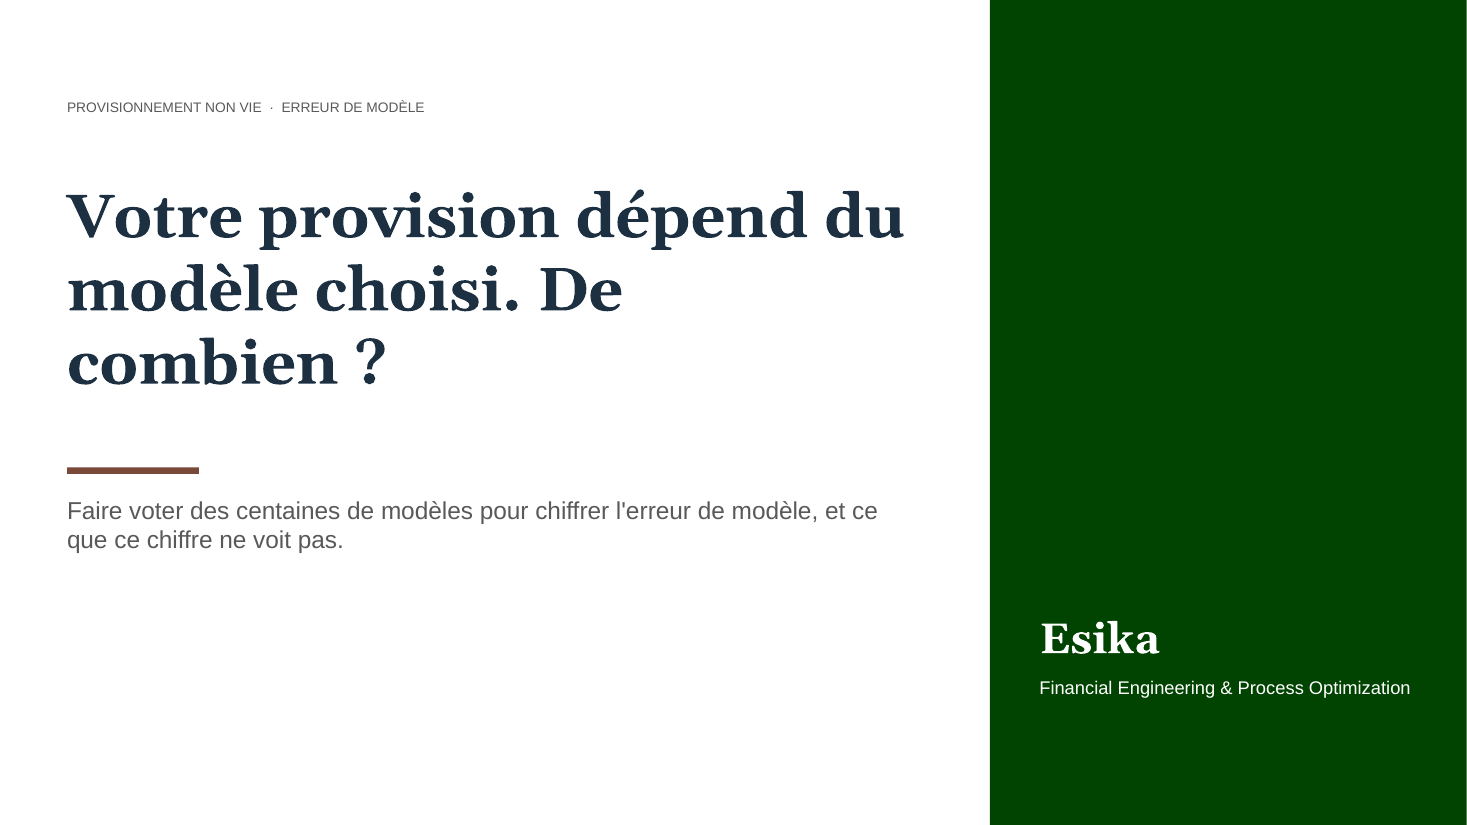 PROVISIONNEMENT NON VIE · ERREUR DE MODÈLE
Votre provision dépend du
modèle choisi. De
combien ?
Faire voter des centaines de modèles pour chiffrer l'erreur de modèle, et ce
que ce chiffre ne voit pas.
Esika
Financial Engineering & Process Optimization